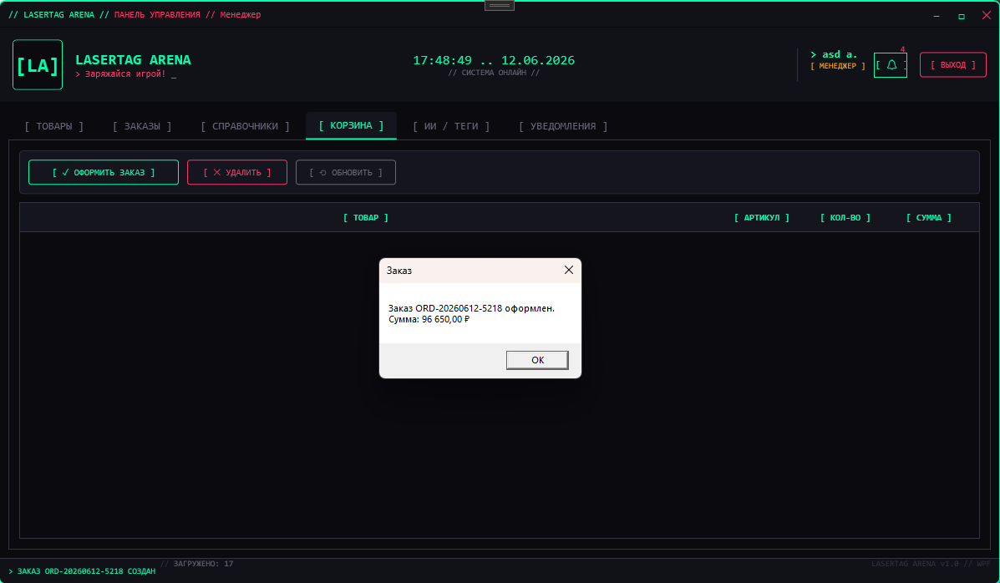 // LASERTAG ARENA // ПАНЕЛЬ УПРАВЛЕНИЯ // Менеджер
[LA]
LASERTAG ARENA
> Заряжайся игрой! _
17:48:49 .. 12.06.2026
// СИСТЕМА ОНЛАЙН //
> asd a.
[ МЕНЕДЖЕР ]
4
[ ВЫХОД ]
[ ТОВАРЫ ] [ ЗАКАЗЫ ] [ СПРАВОЧНИКИ ] [ КОРЗИНА ] [ ИИ / ТЕГИ ] [ УВЕДОМЛЕНИЯ ]
[ ✓ ОФОРМИТЬ ЗАКАЗ ] [ ✕ УДАЛИТЬ ] [ ⟲ ОБНОВИТЬ ]
[ ТОВАР ] [ АРТИКУЛ ] [ КОЛ-ВО ] [ СУММА ]
Заказ
Заказ ORD-20260612-5218 оформлен.
Сумма: 96 650,00 ₽
ОК
> ЗАКАЗ ORD-20260612-5218 СОЗДАН
// ЗАГРУЖЕНО: 17
LASERTAG ARENA v1.0 // WPF